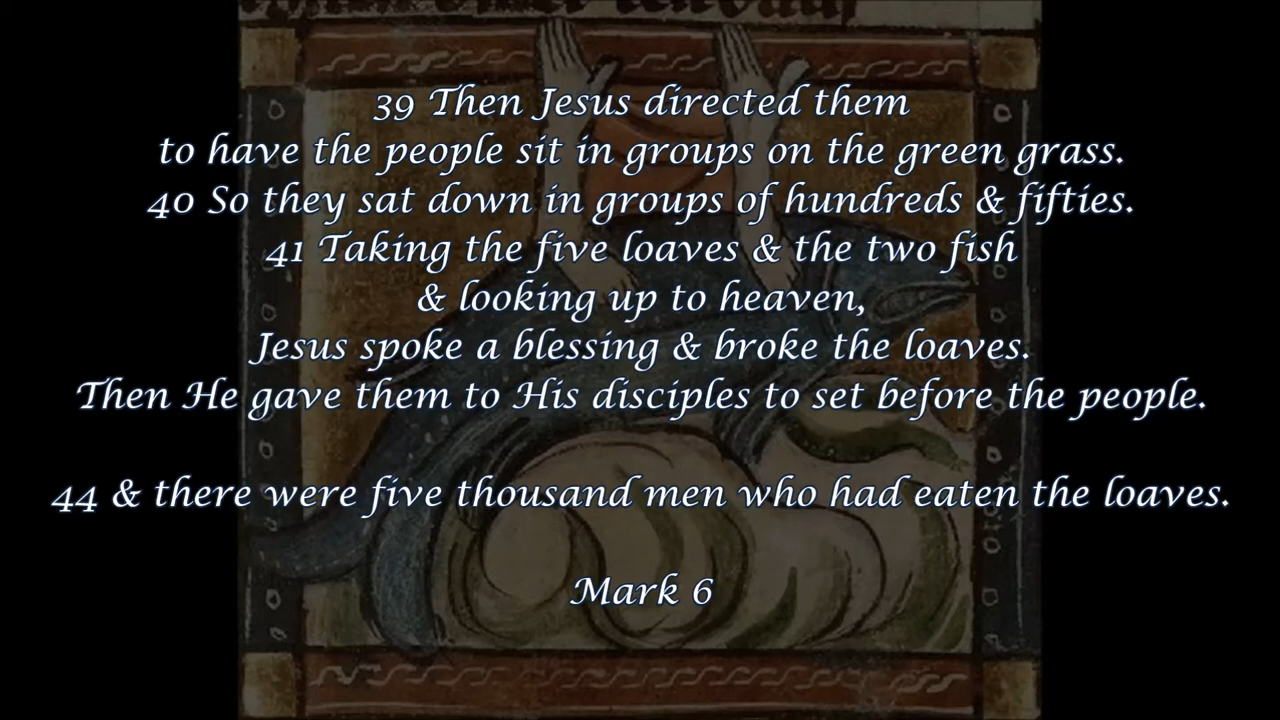 39 Then Jesus directed them
to have the people sit in groups on the green grass.
40 So they sat down in groups of hundreds & fifties.
41 Taking the five loaves & the two fish
& looking up to heaven,
Jesus spoke a blessing & broke the loaves.
Then He gave them to His disciples to set before the people.
44 & there were five thousand men who had eaten the loaves.
Mark 6